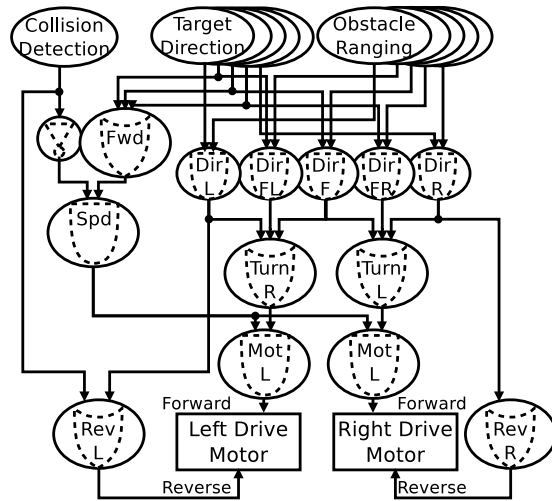 Collision
Detection
Target
Direction
Obstacle
Ranging
Fwd
Dir
L
Dir
FL
Dir
F
Dir
FR
Dir
R
Spd
Turn
R
Turn
L
Mot
L
Mot
L
Forward
Forward
Rev
L
Left Drive
Motor
Right Drive
Motor
Rev
R
Reverse
Reverse